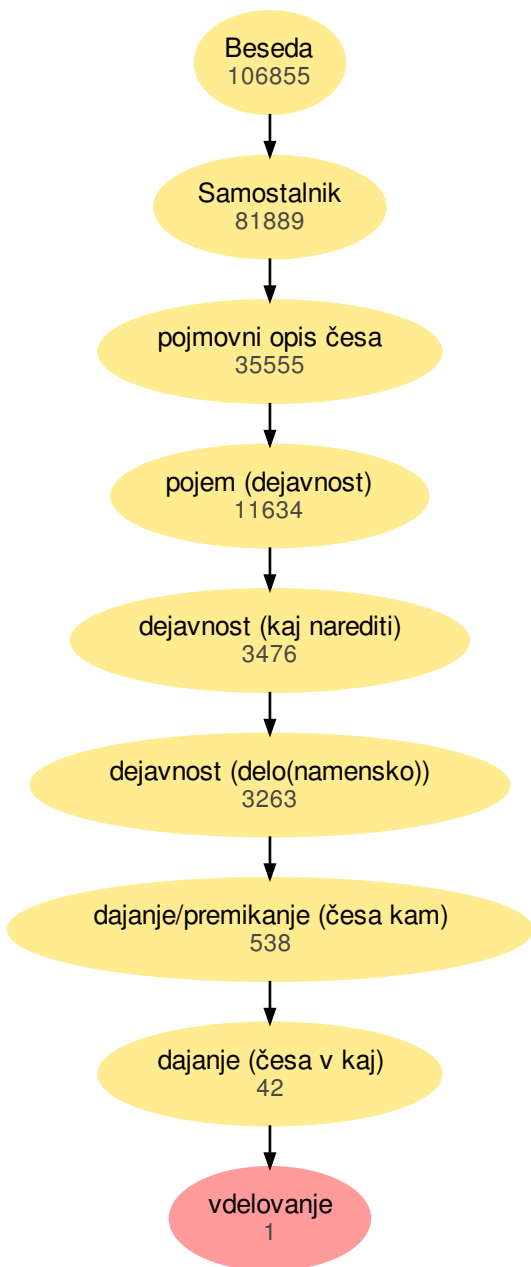 Beseda
106855
Samostalnik
81889
pojmovni opis česa
35555
pojem (dejavnost)
11634
dejavnost (kaj narediti)
3476
dejavnost (delo(namensko))
3263
dajanje/premikanje (česa kam)
538
dajanje (česa v kaj)
42
vdelovanje
1